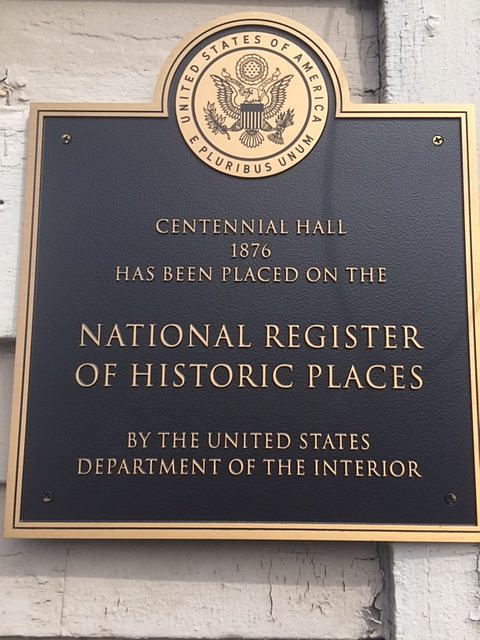 UNITED STATES OF AMERICA
E PLURIBUS UNUM
CENTENNIAL HALL
1876
HAS BEEN PLACED ON THE
NATIONAL REGISTER
OF HISTORIC PLACES
BY THE UNITED STATES
DEPARTMENT OF THE INTERIOR